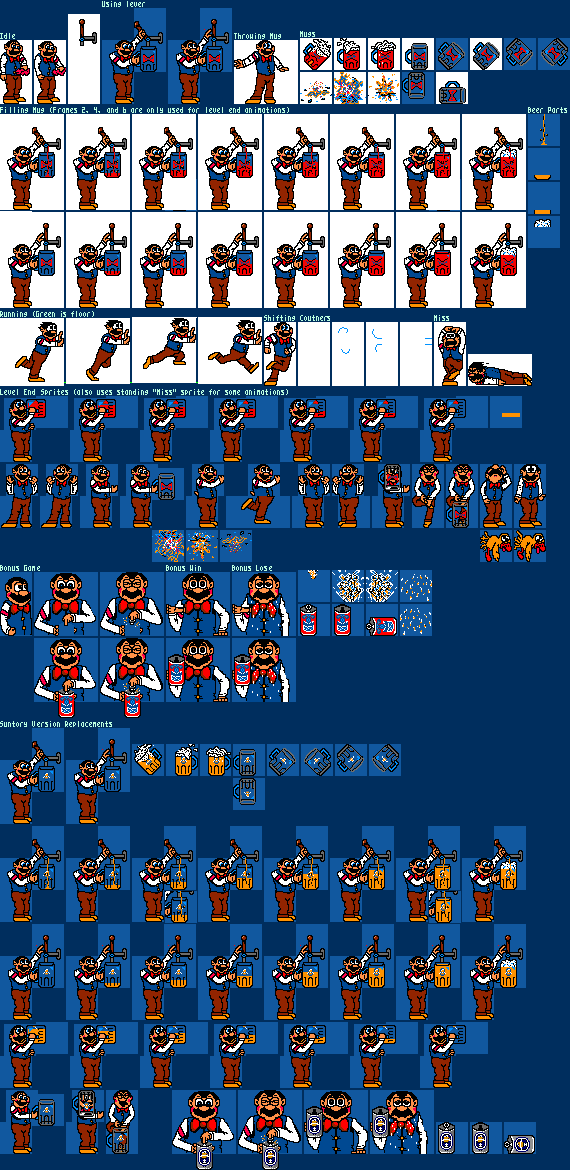 Using lever
Idle
Throwing Mug
Mugs
Filling Mug (Frames 2, 4, and 6 are only used for level end animations)
Beer Parts
Running (Green is floor)
Shifting Coutners
Miss
Level End Sprites (also uses standing "Miss" sprite for some animations)
Bonus Game
Bonus Win
Bonus Lose
Suntory Version Replacements